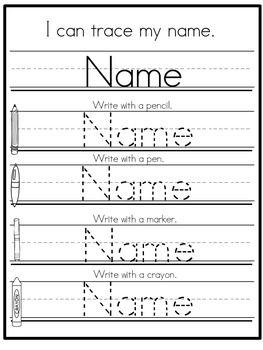 I can trace my name.
Name
Write with a pencil.
Name
Write with a pen.
Name
Write with a marker.
Name
Write with a crayon.
CRAYON
Name